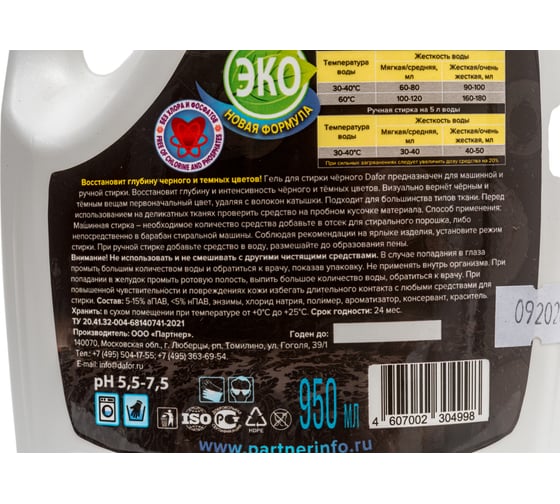 ЭКО
НОВАЯ ФОРМУЛА
БЕЗ ХЛОРА И ФОСФАТОВ
FREE OF CHLORINE AND PHOSPHATES
Температура воды
Жесткость воды
Мягкая/средняя, мл
Жесткая/очень жесткая, мл
30-40°С 60-80 90-100
60°С 100-120 160-180
Ручная стирка на 5 л воды
Температура воды
Жесткость воды
Мягкая/средняя, мл
Жесткая/очень жесткая, мл
30-40°С 30-40 40-50
При сильных загрязнениях следует увеличить дозу средства на 20%
Восстановит глубину черного и темных цветов! Гель для стирки чёрного Dafor предназначен для машинной и
ручной стирки. Восстановит глубину и интенсивность чёрного и тёмных цветов. Визуально вернёт чёрным и
тёмным вещам первоначальный цвет, удаляя с волокон катышки. Подходит для большинства типов ткани. Перед
использованием на деликатных тканях проверить средство на пробном кусочке материала. Способ применения:
Машинная стирка – необходимое количество средства добавить в отсек для стирального порошка, либо
непосредственно в барабан стиральной машины. Соблюдая рекомендации на ярлыке изделия, установить режим
стирки. При ручной стирке добавьте средство в воду, размешайте до образования пены.
Внимание! Не использовать и не смешивать с другими чистящими средствами. В случае попадания в глаза
промыть большим количеством воды и обратиться к врачу, показав упаковку. Не принимать внутрь организма. При
попадании в желудок промыть ротовую полость, выпить большое количество воды, обратиться к врачу. При
повышенной чувствительности и повреждениях кожи избегать длительного контакта с любыми средствами для
стирки. Состав: 5-15% аПАВ, <5% нПАВ, энзимы, хлорид натрия, полимер, ароматизатор, консервант, краситель.
Хранить: в сухом помещении при температуре от +0°С до +25°С. Срок годности: 24 мес.
ТУ 20.41.32-004-68140741-2021
Производитель: ООО «Партнер».
Годен до:
140070, Московская обл., г. Люберцы, рп. Томилино, ул. Гоголя, 39/1
Тел.: +7 (495) 504-17-55; +7 (495) 363-69-54.
E-mail: info@dafor.ru
pH 5,5-7,5
ISO
РС
HDPE
950 мл
4 607002 304998
www.partnerinfo.ru
09202